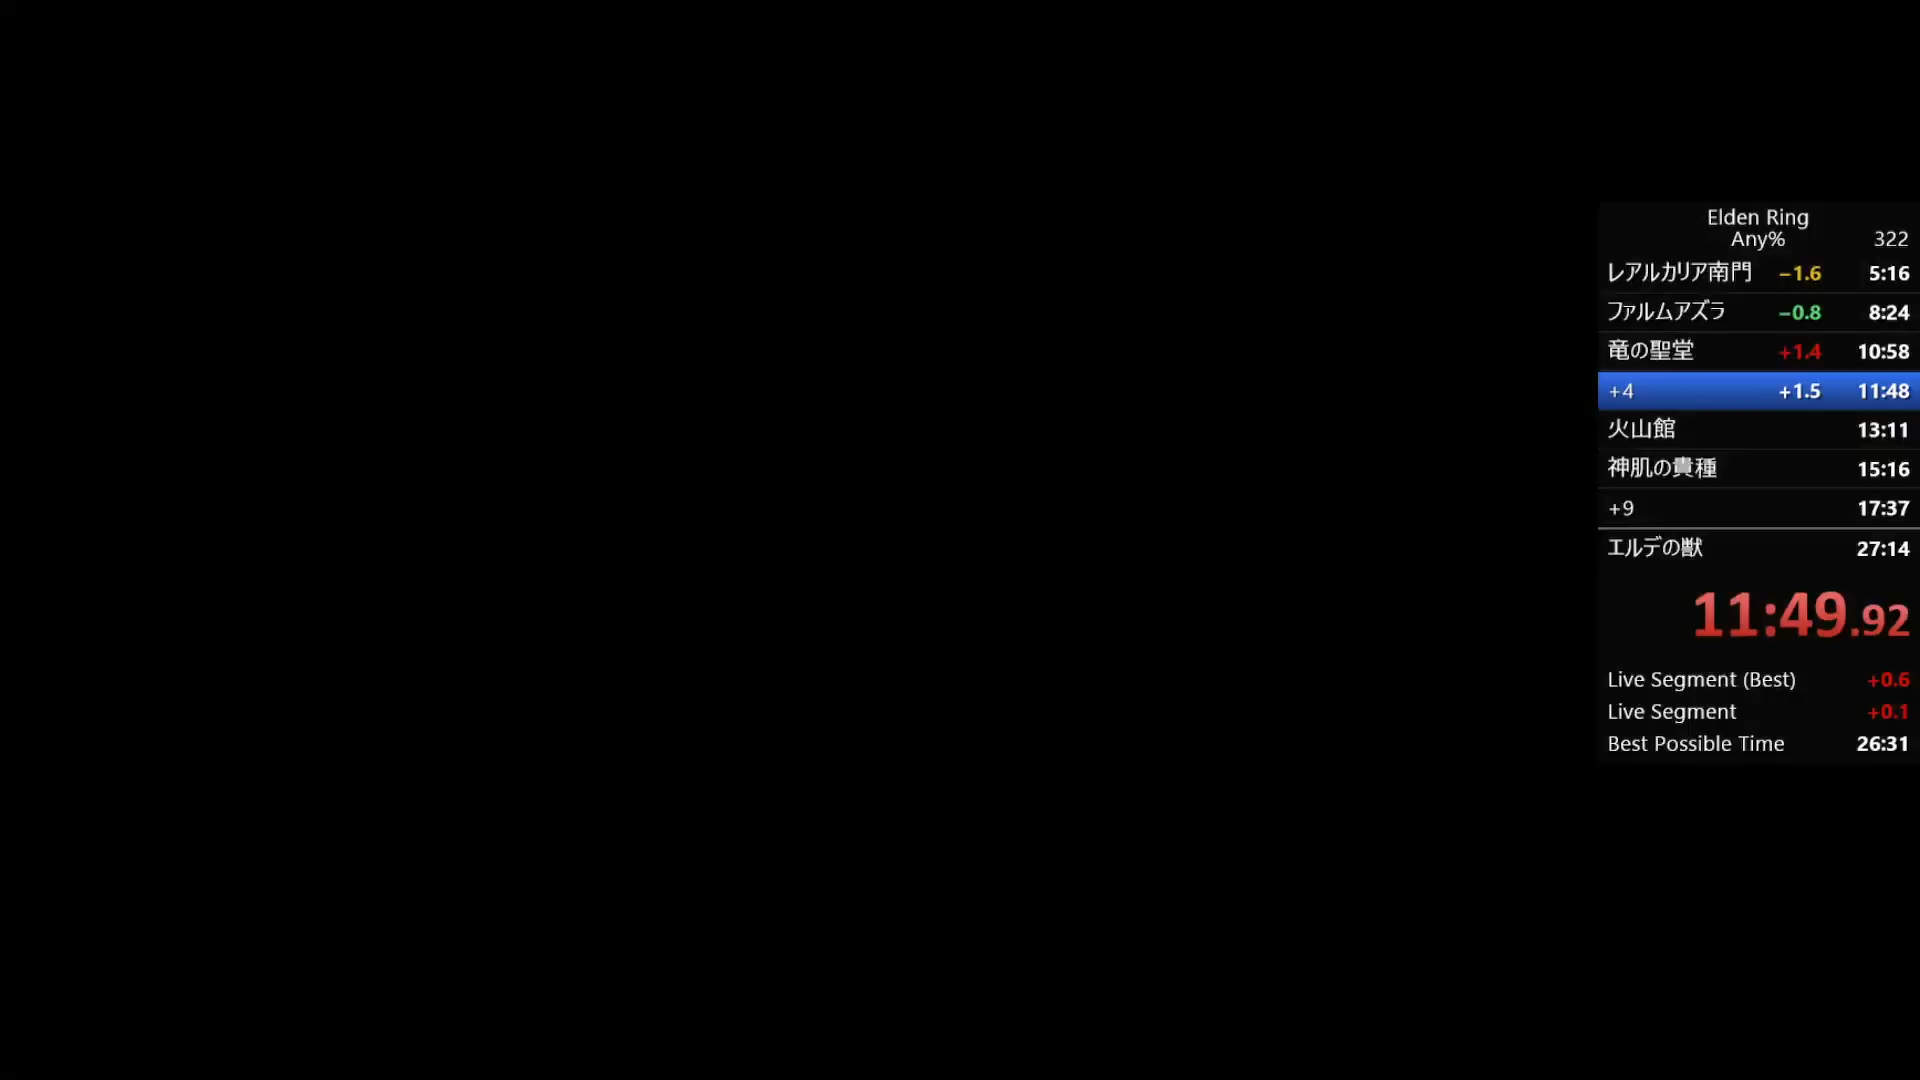 Elden Ring
Any% 322
レアルカリア南門 −1.6 5:16
ファルムアズラ −0.8 8:24
竜の聖堂 +1.4 10:58
+4 +1.5 11:48
火山館 13:11
神肌の貴種 15:16
+9 17:37
エルデの獣 27:14
11:49.92
Live Segment (Best) +0.6
Live Segment +0.1
Best Possible Time 26:31